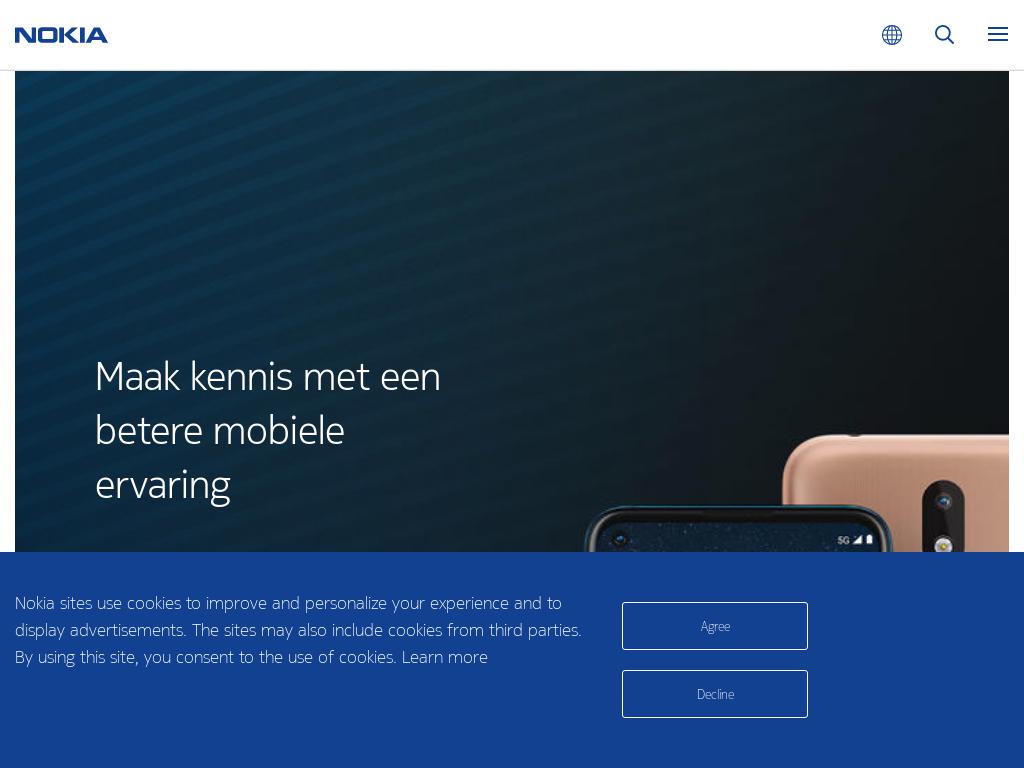 NOKIA
Maak kennis met een
betere mobiele
ervaring
5G
Nokia sites use cookies to improve and personalize your experience and to
display advertisements. The sites may also include cookies from third parties.
By using this site, you consent to the use of cookies. Learn more
Agree
Decline